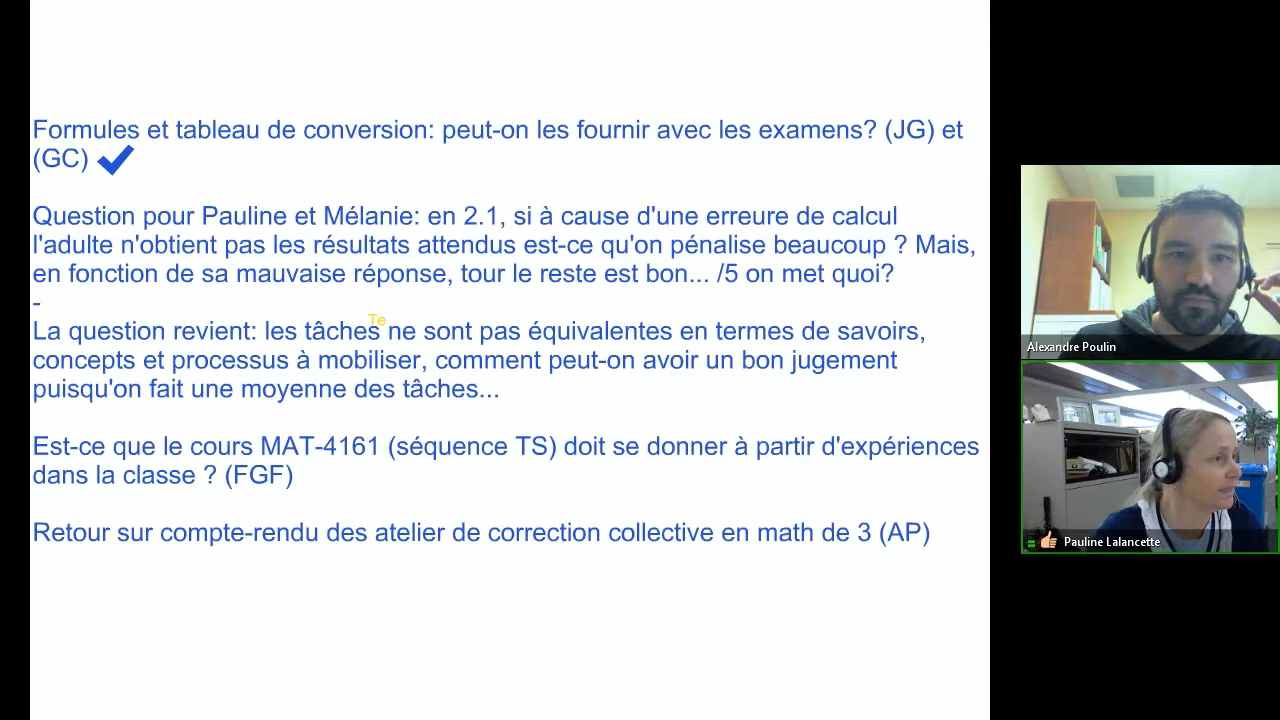 Formules et tableau de conversion: peut-on les fournir avec les examens? (JG) et
(GC)
Question pour Pauline et Mélanie: en 2.1, si à cause d'une erreure de calcul
l'adulte n'obtient pas les résultats attendus est-ce qu'on pénalise beaucoup ? Mais,
en fonction de sa mauvaise réponse, tour le reste est bon... /5 on met quoi?
-
Te
La question revient: les tâches ne sont pas équivalentes en termes de savoirs,
concepts et processus à mobiliser, comment peut-on avoir un bon jugement
puisqu'on fait une moyenne des tâches...
Est-ce que le cours MAT-4161 (séquence TS) doit se donner à partir d'expériences
dans la classe ? (FGF)
Retour sur compte-rendu des atelier de correction collective en math de 3 (AP)
Alexandre Poulin
Pauline Lalancette